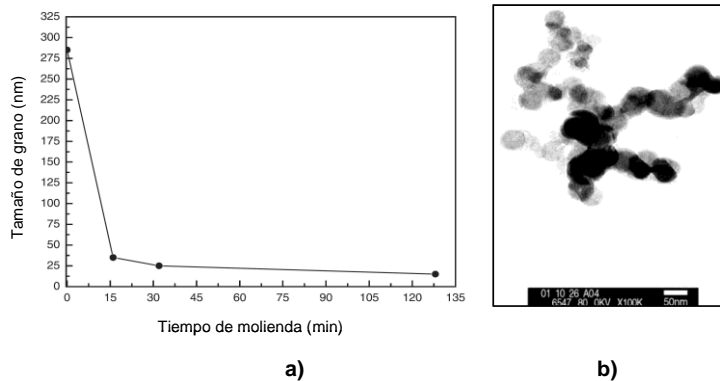 Tamaño de grano (nm)
325
300
275
250
225
200
175
150
125
100
75
50
25
0
0 15 30 45 60 75 90 105 120 135
Tiempo de molienda (min)
a)
01 10 26 A04
6547 80.0KV X100K 50nm
b)